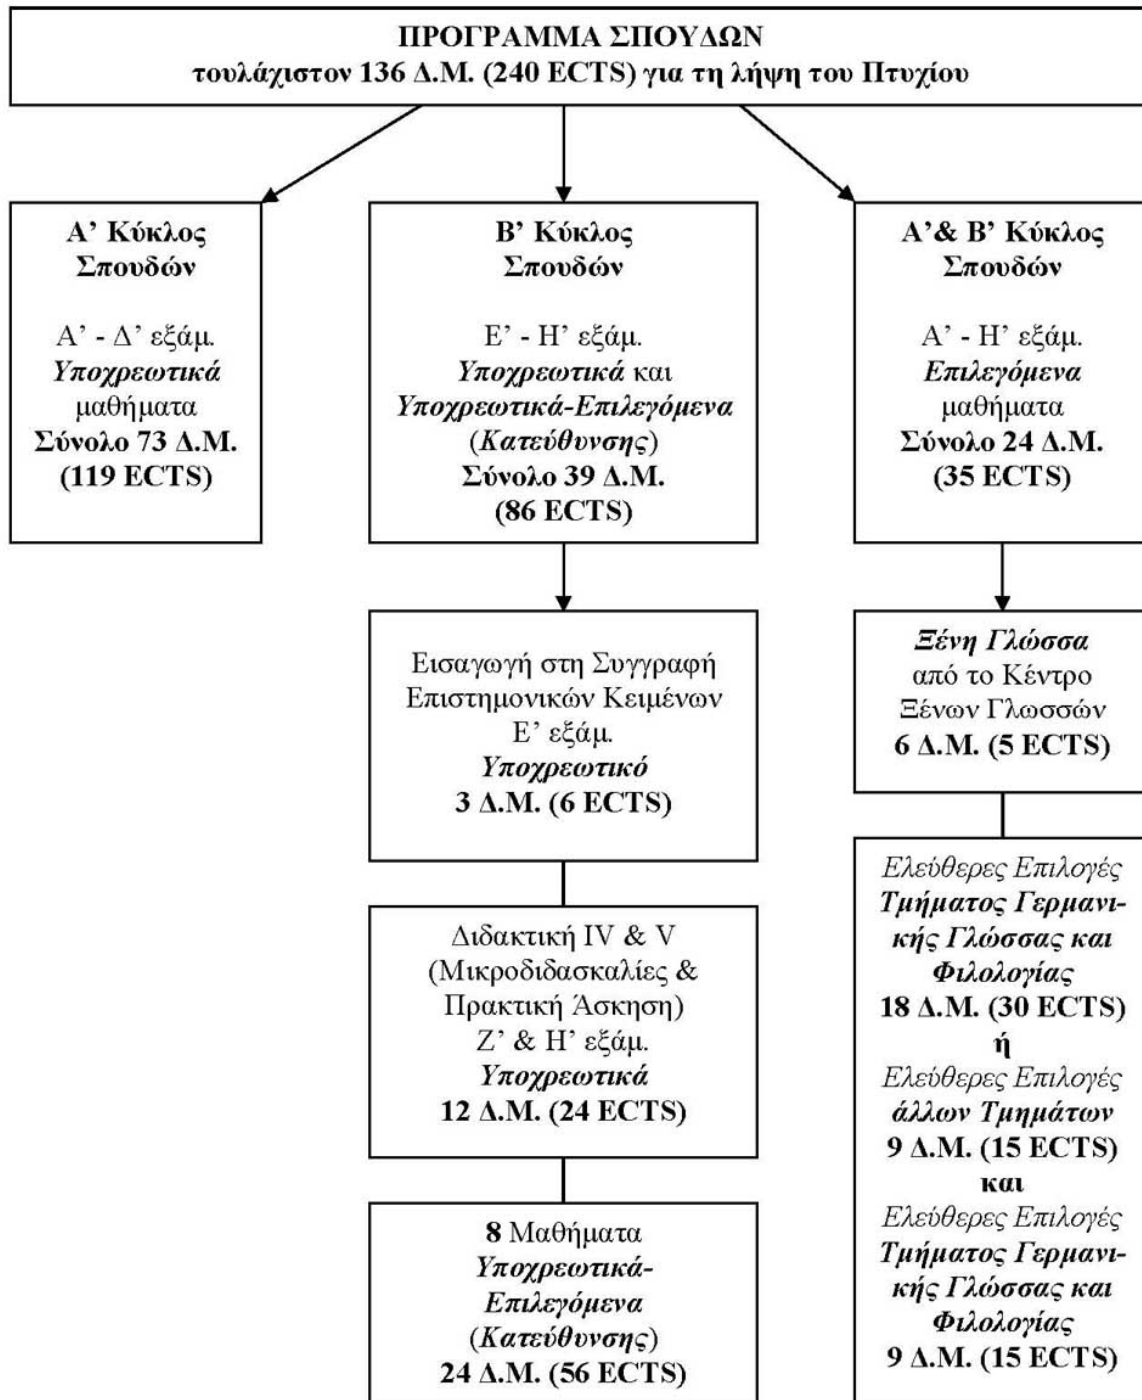 ΠΡΟΓΡΑΜΜΑ ΣΠΟΥΔΩΝ
τουλάχιστον 136 Δ.Μ. (240 ECTS) για τη λήψη του Πτυχίου
Α’ Κύκλος
Σπουδών
Α’ - Δ’ εξάμ.
Υποχρεωτικά
μαθήματα
Σύνολο 73 Δ.Μ.
(119 ECTS)
Β’ Κύκλος
Σπουδών
Ε’ - Η’ εξάμ.
Υποχρεωτικά και
Υποχρεωτικά-Επιλεγόμενα
(Κατεύθυνσης)
Σύνολο 39 Δ.Μ.
(86 ECTS)
Α’& Β’ Κύκλος
Σπουδών
Α’ - Η’ εξάμ.
Επιλεγόμενα
μαθήματα
Σύνολο 24 Δ.Μ.
(35 ECTS)
Εισαγωγή στη Συγγραφή
Επιστημονικών Κειμένων
Ε’ εξάμ.
Υποχρεωτικό
3 Δ.Μ. (6 ECTS)
Διδακτική IV & V
(Μικροδιδασκαλίες &
Πρακτική Άσκηση)
Ζ’ & Η’ εξάμ.
Υποχρεωτικά
12 Δ.Μ. (24 ECTS)
8 Μαθήματα
Υποχρεωτικά-
Επιλεγόμενα
(Κατεύθυνσης)
24 Δ.Μ. (56 ECTS)
Ξένη Γλώσσα
από το Κέντρο
Ξένων Γλωσσών
6 Δ.Μ. (5 ECTS)
Ελεύθερες Επιλογές
Τμήματος Γερμανι-
κής Γλώσσας και
Φιλολογίας
18 Δ.Μ. (30 ECTS)
ή
Ελεύθερες Επιλογές
άλλων Τμημάτων
9 Δ.Μ. (15 ECTS)
και
Ελεύθερες Επιλογές
Τμήματος Γερμανι-
κής Γλώσσας και
Φιλολογίας
9 Δ.Μ. (15 ECTS)